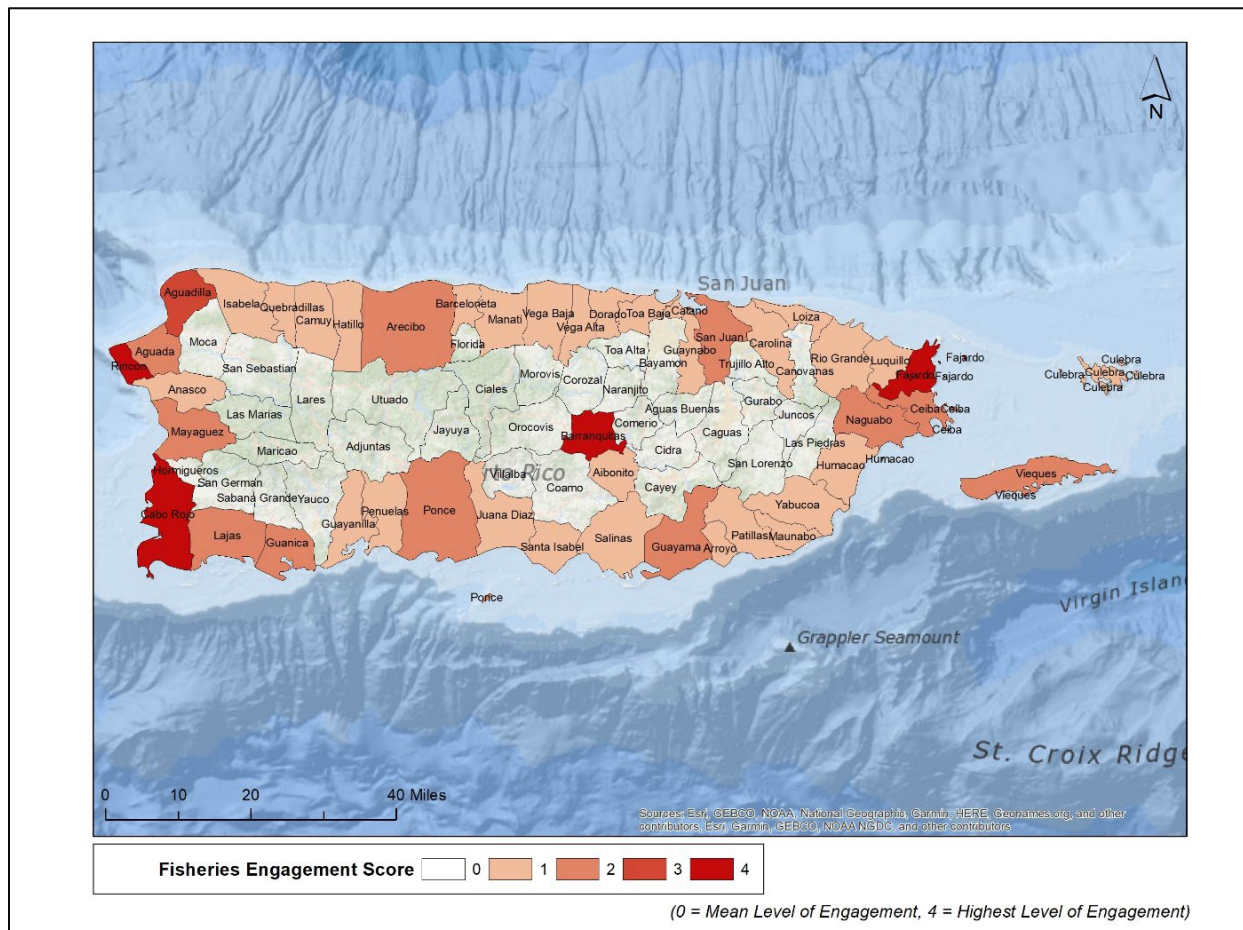 N
San Juan
Aguadilla
Isabela
Quebradillas
Camuy
Hatillo
Arecibo
Barceloneta
Manati
Vega Baja
Vega Alta
Dorado
Toa Baja
Catano
Loiza
San Juan
Carolina
Moca
Florida
Bayamon
Guaynabo
Trujillo Alto
Canovanas
Rio Grande
Luquillo
Fajardo
Fajardo
Fajardo
Culebra
Culebra
Culebra
Culebra
Culebra
Aguada
Rincon
San Sebastian
Toa Alta
Morovis
Corozal
Naranjito
Anasco
Lares
Utuado
Ciales
Gurabo
Naguabo
Ceiba
Ceiba
Ceiba
Las Marias
Aguas Buenas
Juncos
Mayaguez
Jayuya
Orocovis
Barranquitas
Comerio
Caguas
Las Piedras
Maricao
Adjuntas
Cidra
Humacao
Humacao
Hormigueros
Rico
Villalba
Aibonito
San Lorenzo
San German
Sabana Grande
Yauco
Coamo
Cayey
Vieques
Vieques
Cabo Rojo
Guayanilla
Penuelas
Ponce
Juana Diaz
Yabucoa
Lajas
Guanica
Santa Isabel
Salinas
Guayama
Arroyo
Patillas
Maunabo
Ponce
Virgin Island
Grappler Seamount
St. Croix Ridge
0 10 20 40 Miles
Sources: Esri, GEBCO, NOAA, National Geographic, Garmin, HERE, Geonames.org, and other
contributors, Esri, Garmin, GEBCO, NOAA NGDC, and other contributors
Fisheries Engagement Score 0 1 2 3 4
(0 = Mean Level of Engagement, 4 = Highest Level of Engagement)